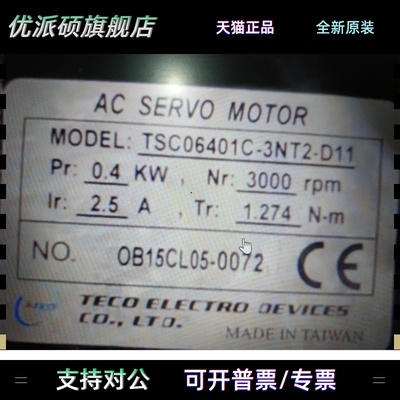 优派硕旗舰店 天猫正品 全新原装
AC SERVO MOTOR
MODEL: TSC06401C-3NT2-D11
Pr: 0.4 KW , Nr: 3000 rpm
Ir: 2.5 A , Tr: 1.274 N-m
NO. OB15CL05-0072 CE
TECO ELECTRO DEVICES
CO., LTD.
MADE IN TAIWAN
支持对公 可开普票/专票